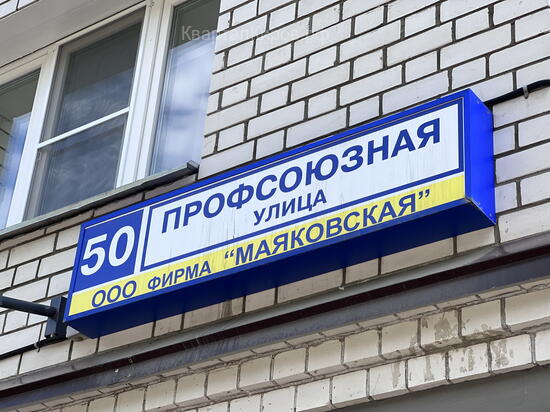 50
ПРОФСОЮЗНАЯ
УЛИЦА
ООО ФИРМА "МАЯКОВСКАЯ"